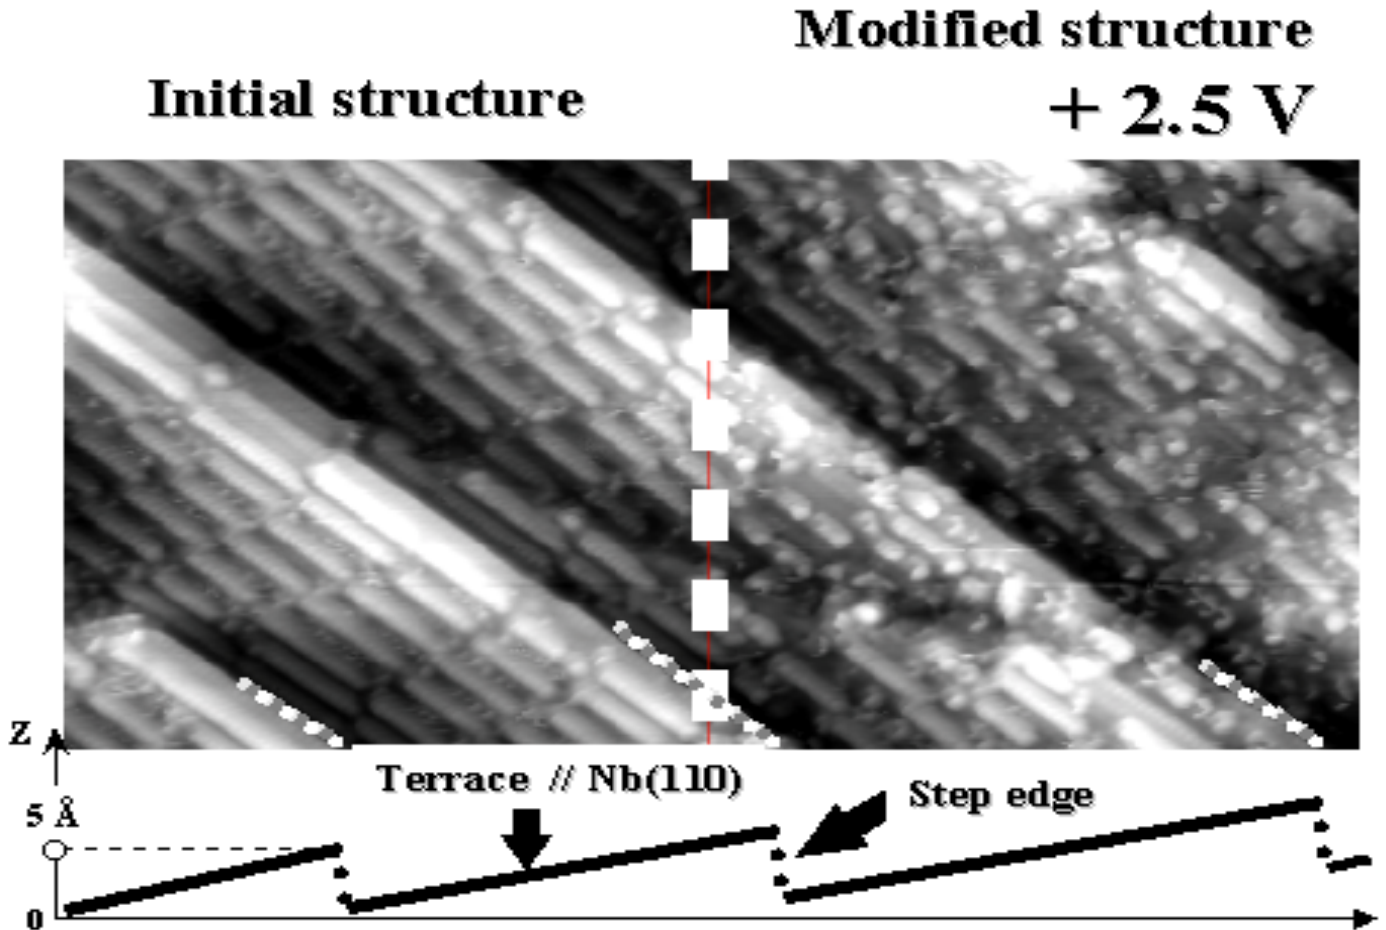 Modified structure
Initial structure
+ 2.5 V
Z
Terrace // Nb(110)
Step edge
5 Å
0